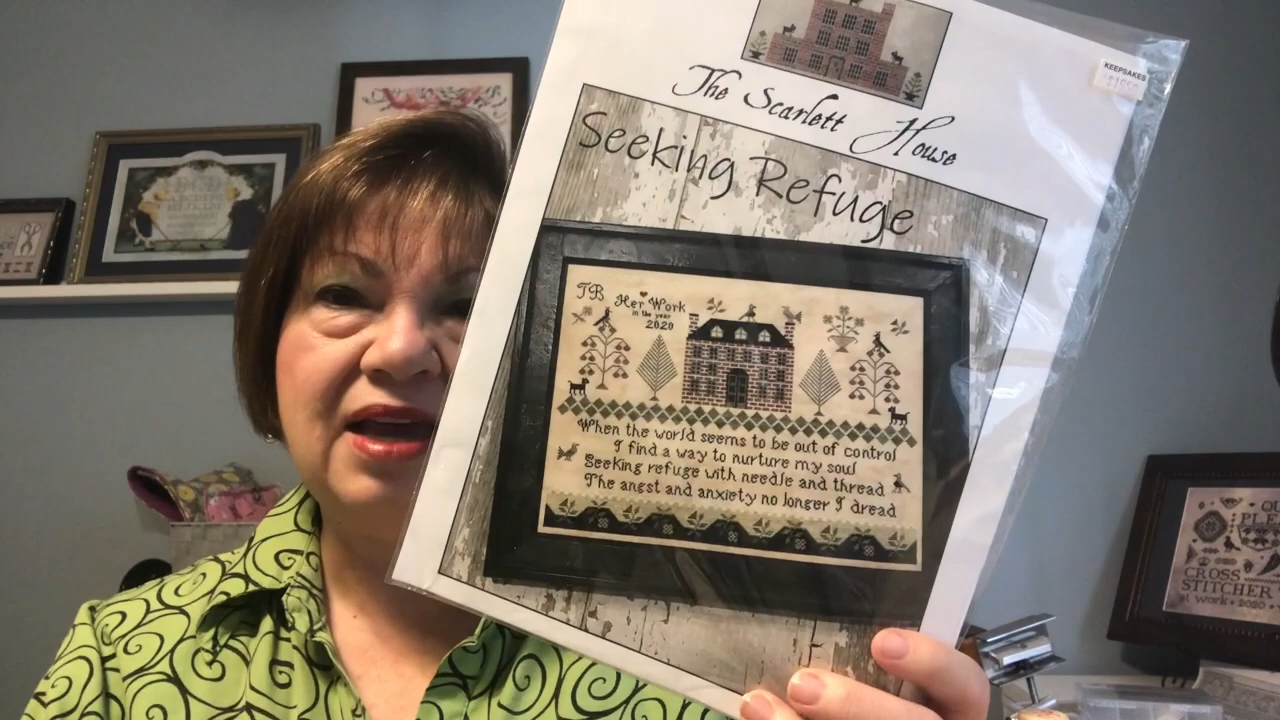 KEEPSAKES
The Scarlett House
Seeking Refuge
TB Her Work
in the year
2020
When the world seems to be out of control
I find a way to nurture my soul
Seeking refuge with needle and thread
The angst and anxiety no longer I dread
CROSS
STITCHER
at work • 2020